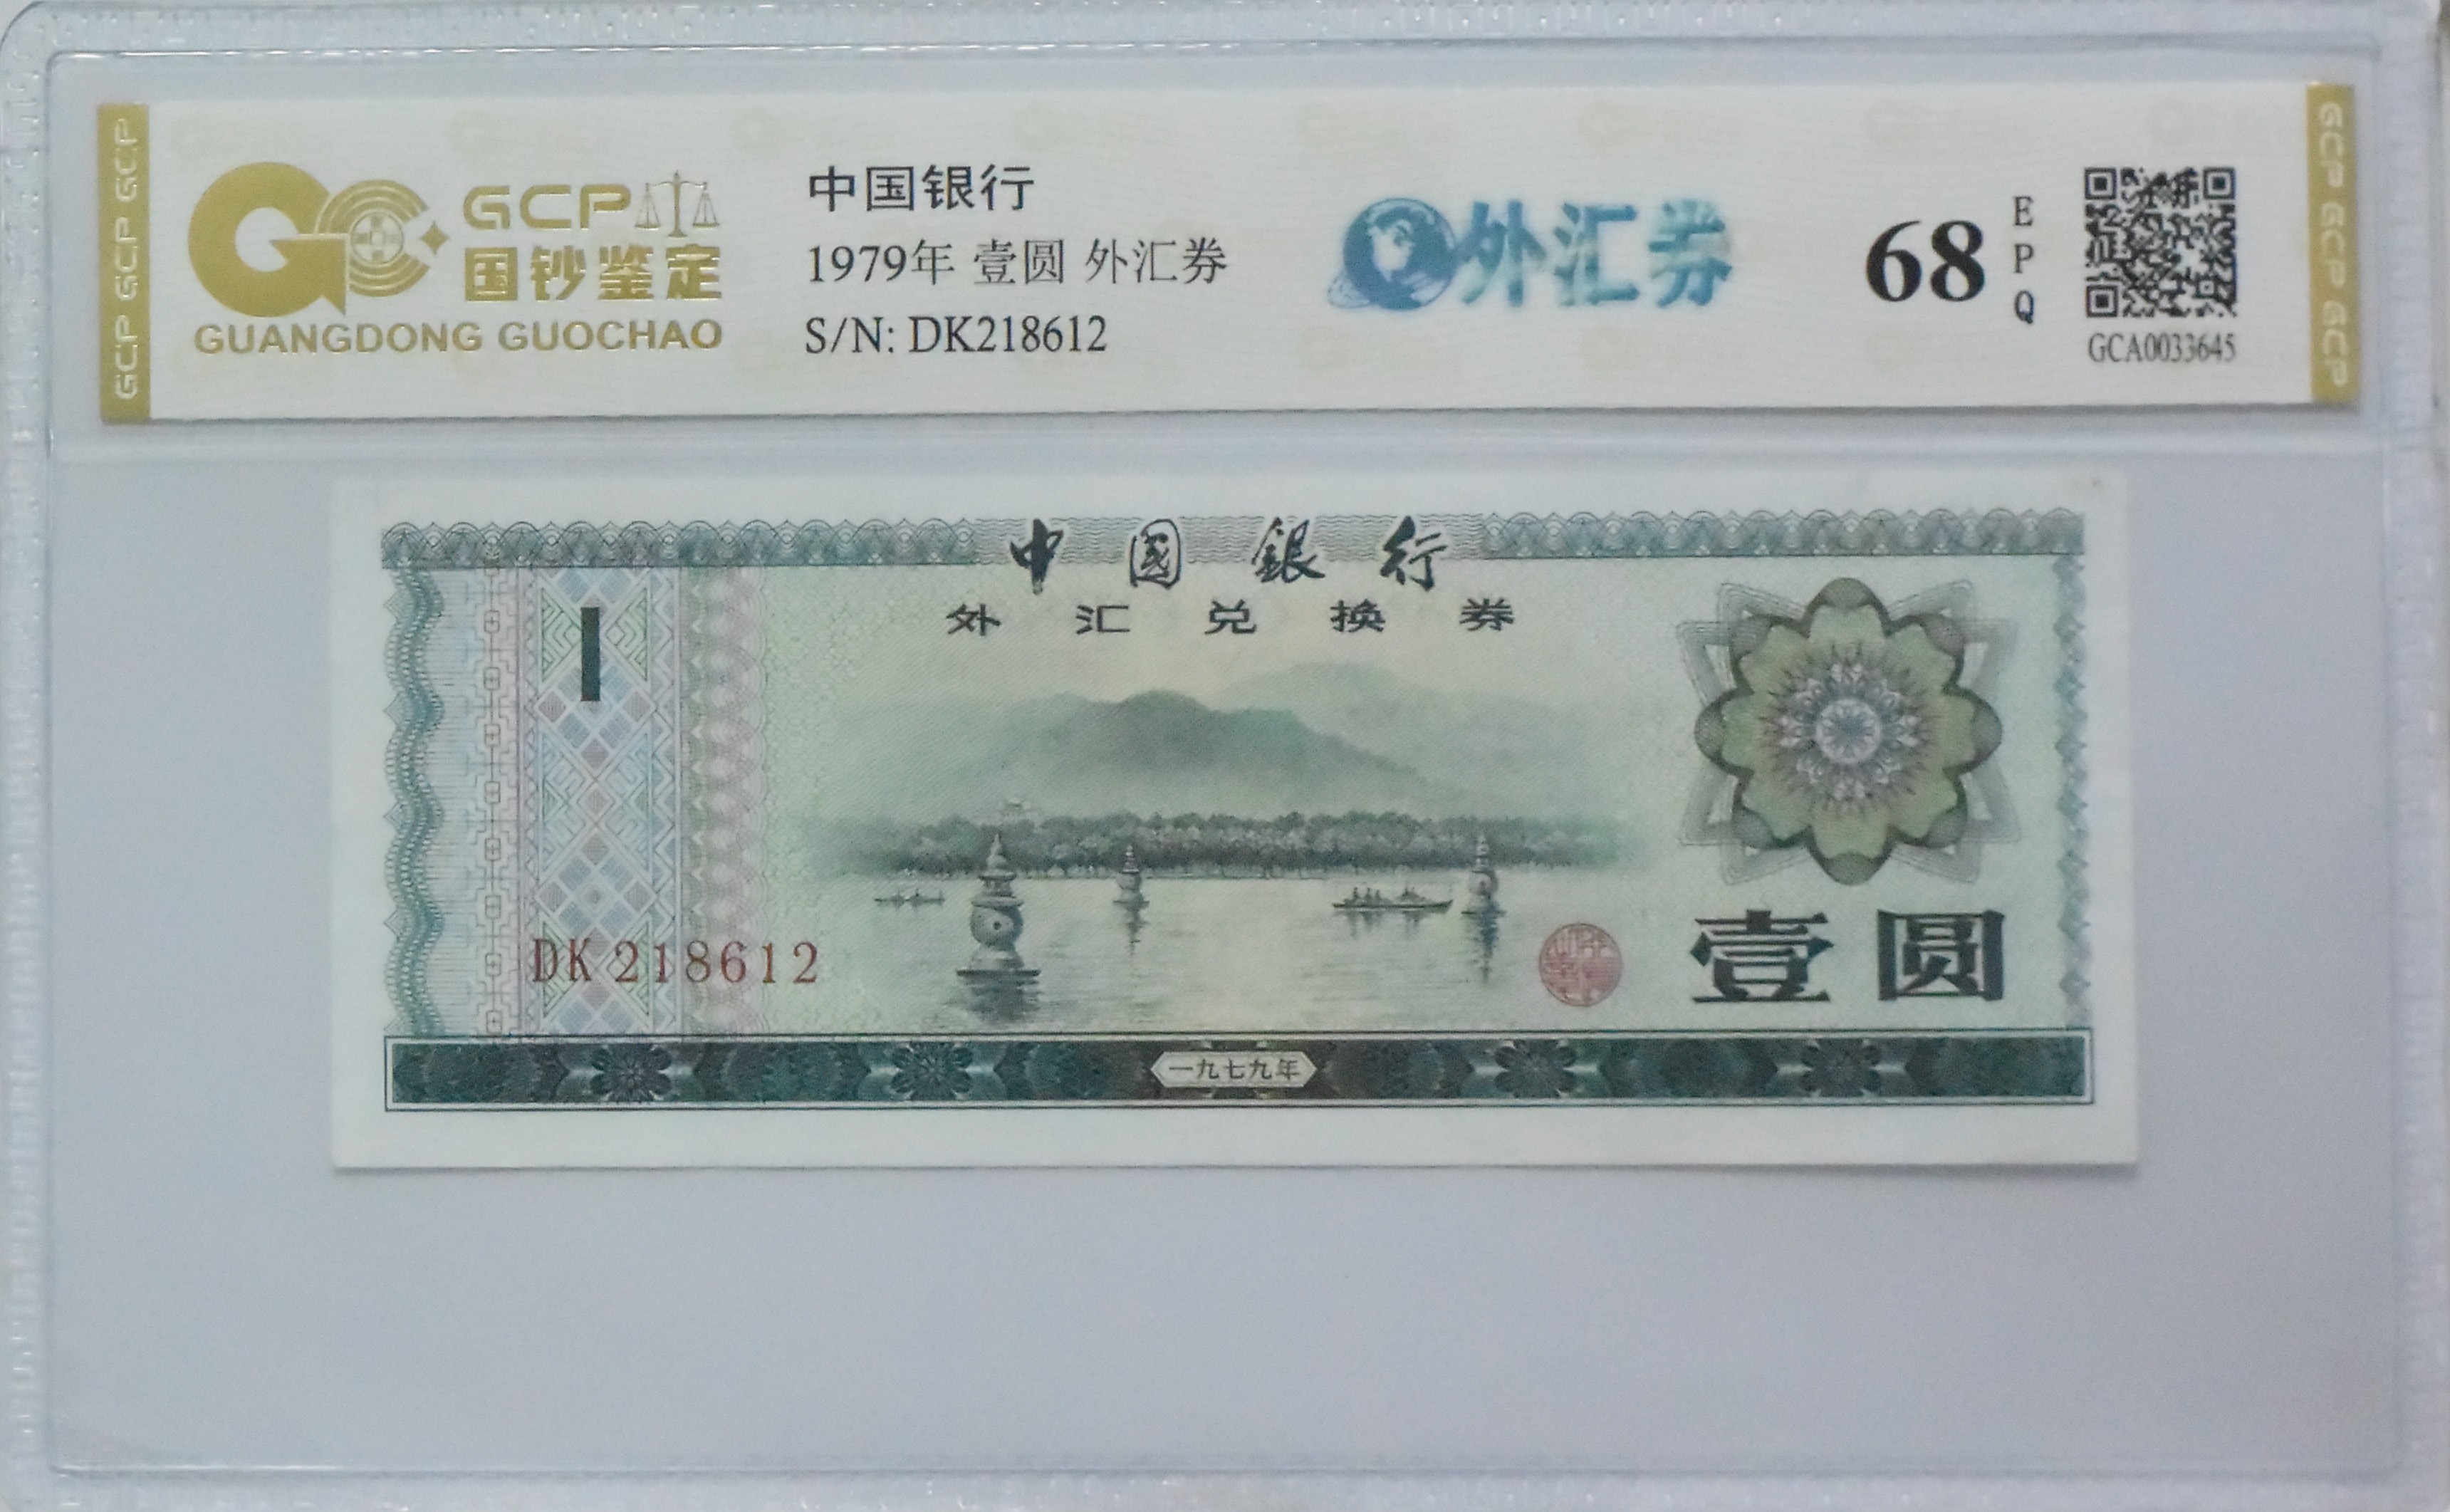 GCP GCP GCP
GCP
国钞鉴定
GUANGDONG GUOCHAO
中国银行
1979年 壹圆 外汇券
S/N: DK218612
外汇券
68
EPQ
GCA0033645
GCP GCP GCP
中國銀行
外汇兑换券
1
DK 218612
壹圆
一九七九年